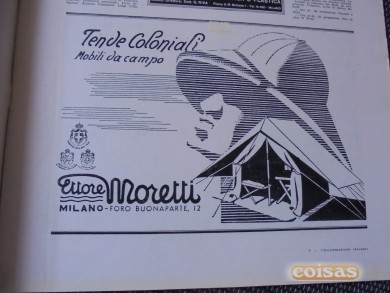 Tende Coloniali
Mobili da campo
Ettore Moretti
MILANO - FORO BUONAPARTE, 12
coisas